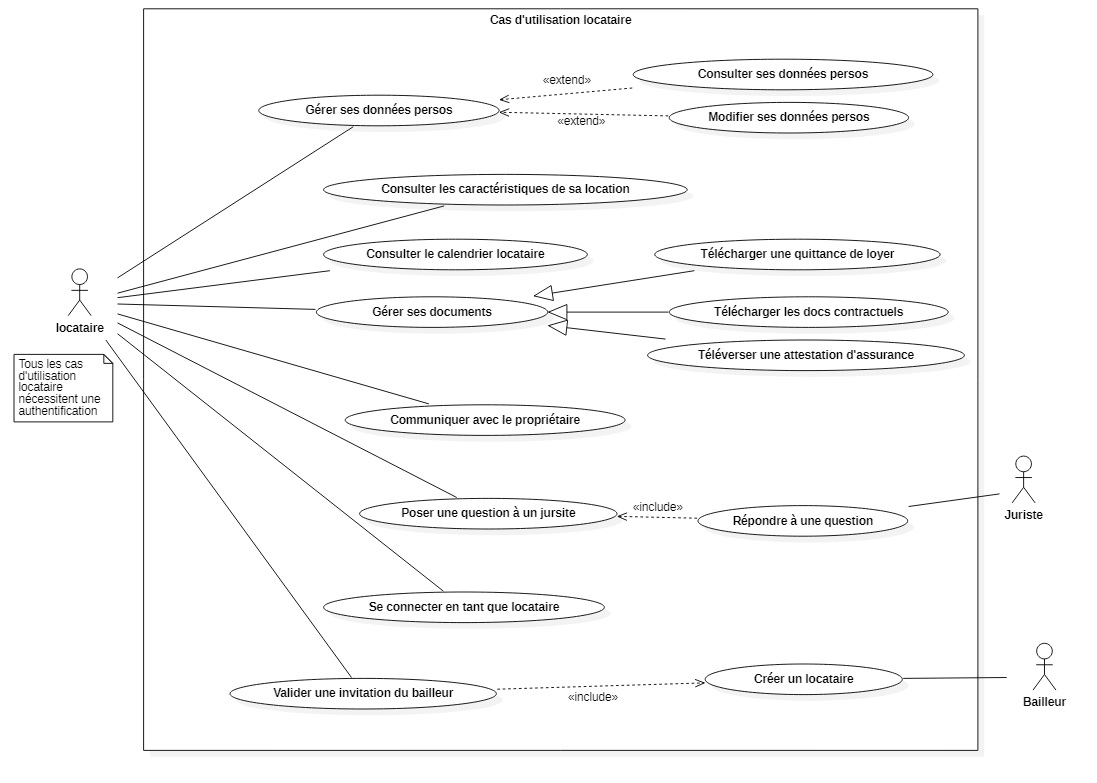 Cas d'utilisation locataire
Consulter ses données persos
«extend»
Gérer ses données persos
Modifier ses données persos
«extend»
Consulter les caractéristiques de sa location
Consulter le calendrier locataire
Télécharger une quittance de loyer
Gérer ses documents
Télécharger les docs contractuels
locataire
Téléverser une attestation d'assurance
Tous les cas
d'utilisation
locataire
nécessitent une
authentification
Communiquer avec le propriétaire
Poser une question à un jursite
«include»
Répondre à une question
Juriste
Se connecter en tant que locataire
Valider une invitation du bailleur
«include»
Créer un locataire
Bailleur